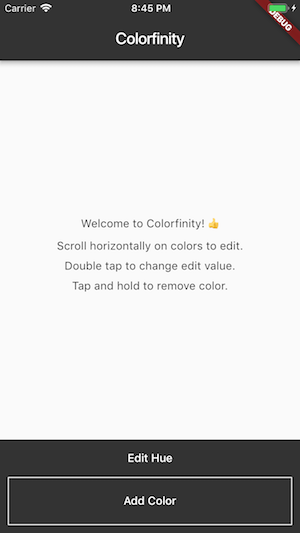 Carrier 8:45 PM
DEBUG
Colorfinity
Welcome to Colorfinity! 👍
Scroll horizontally on colors to edit.
Double tap to change edit value.
Tap and hold to remove color.
Edit Hue
Add Color